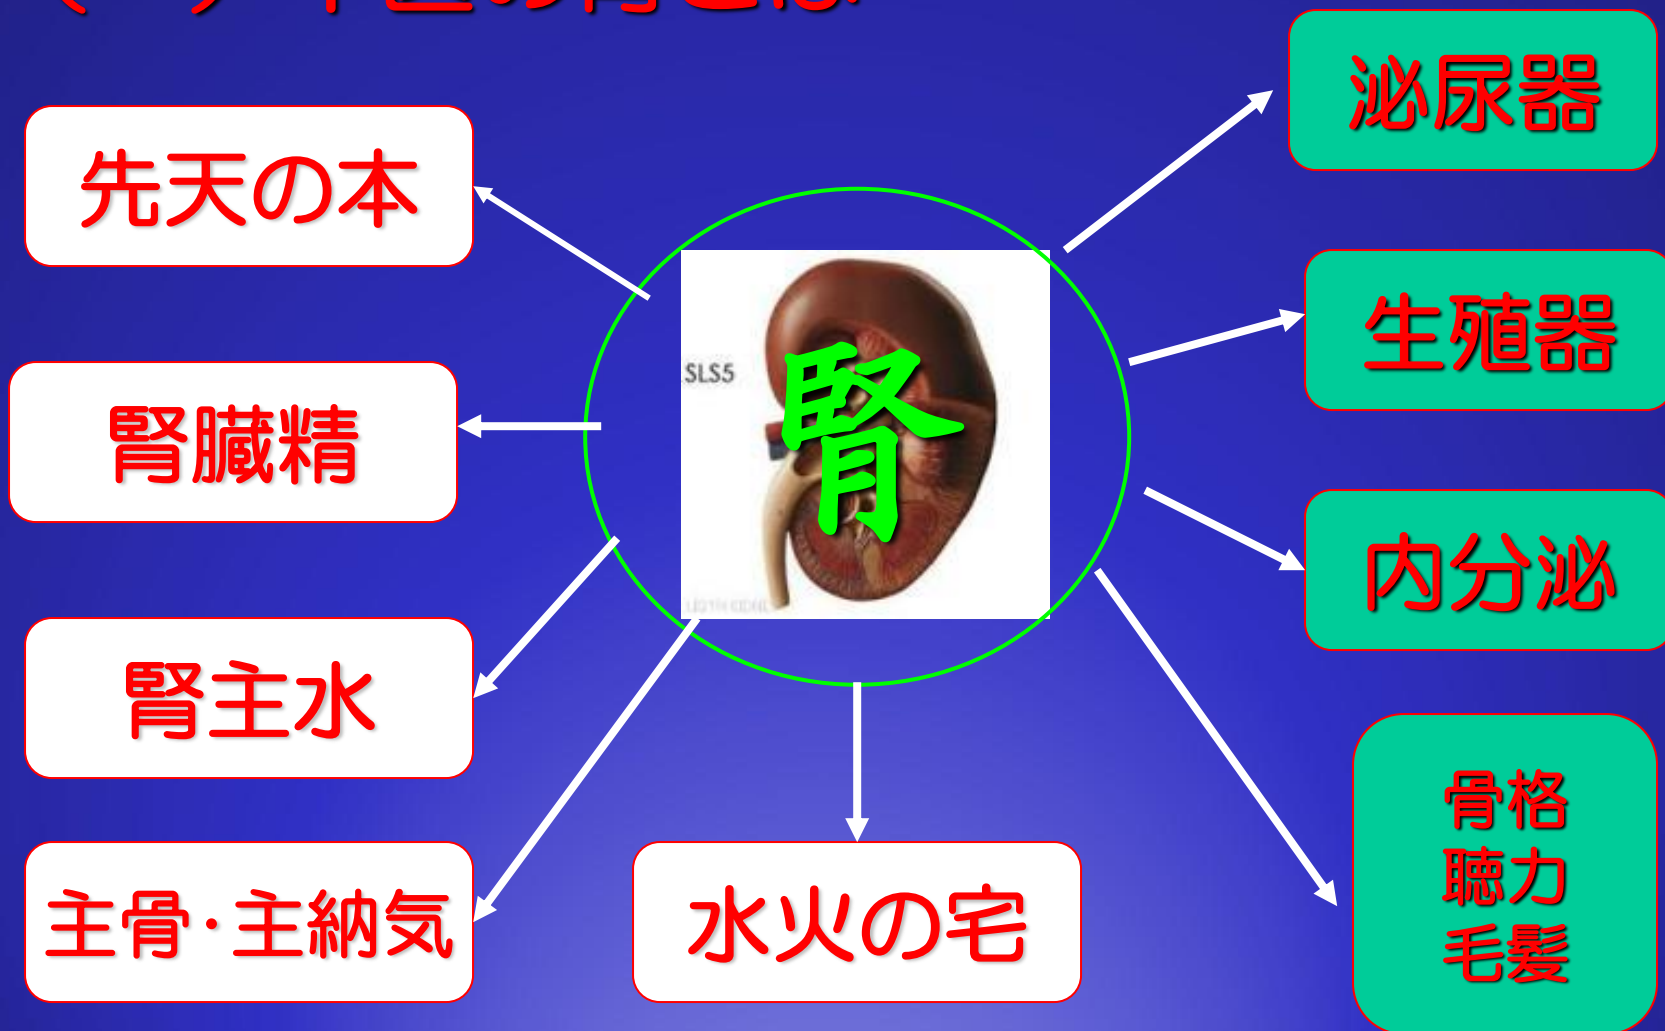 先天の本
腎臓精
腎主水
主骨・主納気
SLS5
腎
水火の宅
泌尿器
生殖器
内分泌
骨格
聴力
毛髪